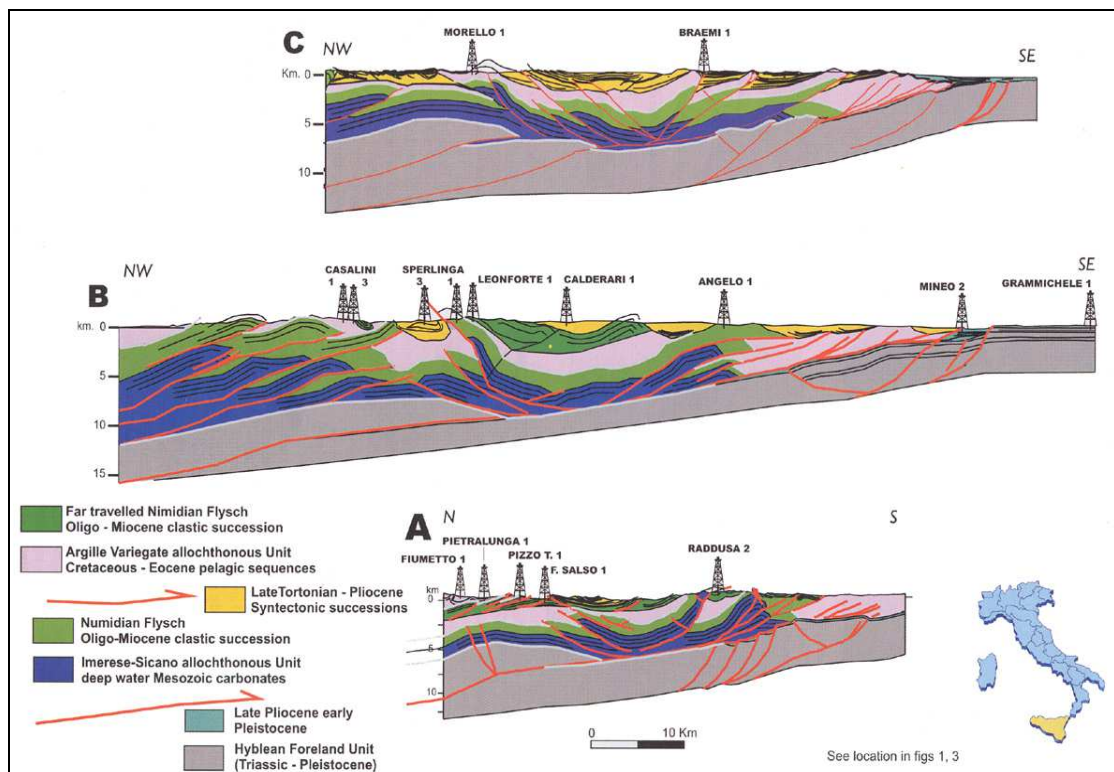 C
NW
MORELLO 1
BRAEMI 1
SE
Km. 0
5
10
B
NW
CASALINI
1 3
SPERLINGA
3 1
LEONFORTE 1
CALDERARI 1
ANGELO 1
MINEO 2
SE
GRAMMICHELE 1
km. 0
5
10
15
A
N
S
FIUMETTO 1
PIETRALUNGA 1
PIZZO T. 1
F. SALSO 1
RADDUSA 2
km
0
5
10
Far travelled Nimidian Flysch
Oligo - Miocene clastic succession
Argille Variegate allochthonous Unit
Cretaceous - Eocene pelagic sequences
LateTortonian - Pliocene
Syntectonic successions
Numidian Flysch
Oligo-Miocene clastic succession
Imerese-Sicano allochthonous Unit
deep water Mesozoic carbonates
Late Pliocene early
Pleistocene
Hyblean Foreland Unit
(Triassic - Pleistocene)
0 10 Km
See location in figs 1, 3